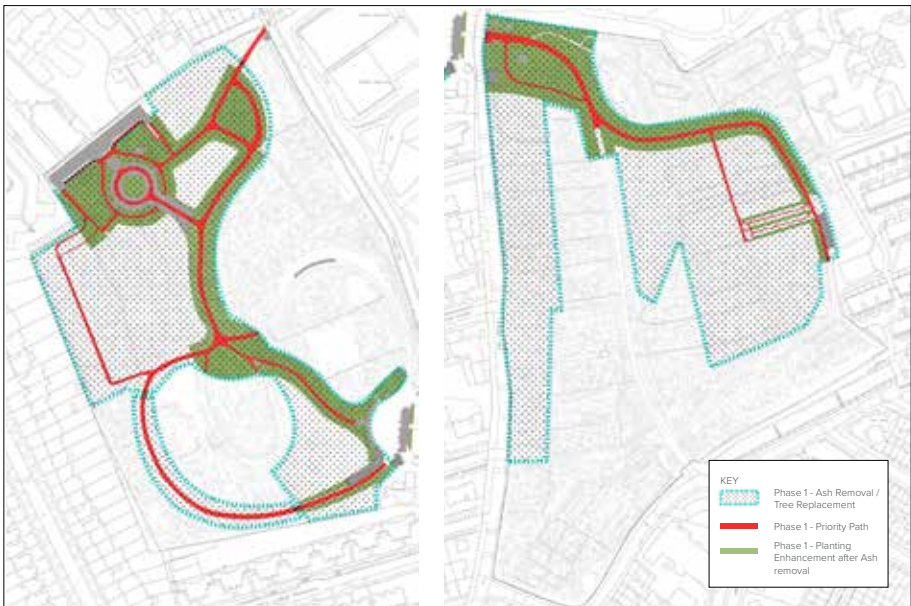 KEY
Phase 1 - Ash Removal /
Tree Replacement
Phase 1 - Priority Path
Phase 1 - Planting
Enhancement after Ash
removal